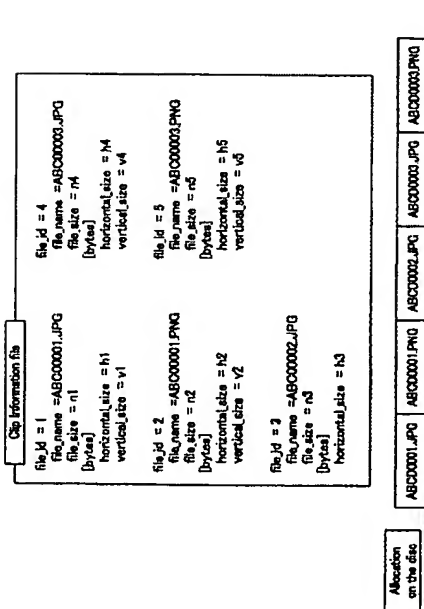 Clip Information file
file_id = 1
file_name =ABC00001.JPG
file_size = n1
[bytes]
horizontal_size = h1
vertical_size = v1
file_id = 2
file_name =ABC00001.PNG
file_size = n2
[bytes]
horizontal_size = h2
vertical_size = v2
file_id = 3
file_name =ABC00002.JPG
file_size = n3
[bytes]
horizontal_size = h3
file_id = 4
file_name =ABC00003.JPG
file_size = n4
[bytes]
horizontal_size = h4
vertical_size = v4
file_id = 5
file_name =ABC00003.PNG
file_size = n5
[bytes]
horizontal_size = h5
vertical_size = v5
Allocation
on the disc
ABC00001.JPG
ABC00001.PNG
ABC00002.JPG
ABC00003.JPG
ABC00003.PNG